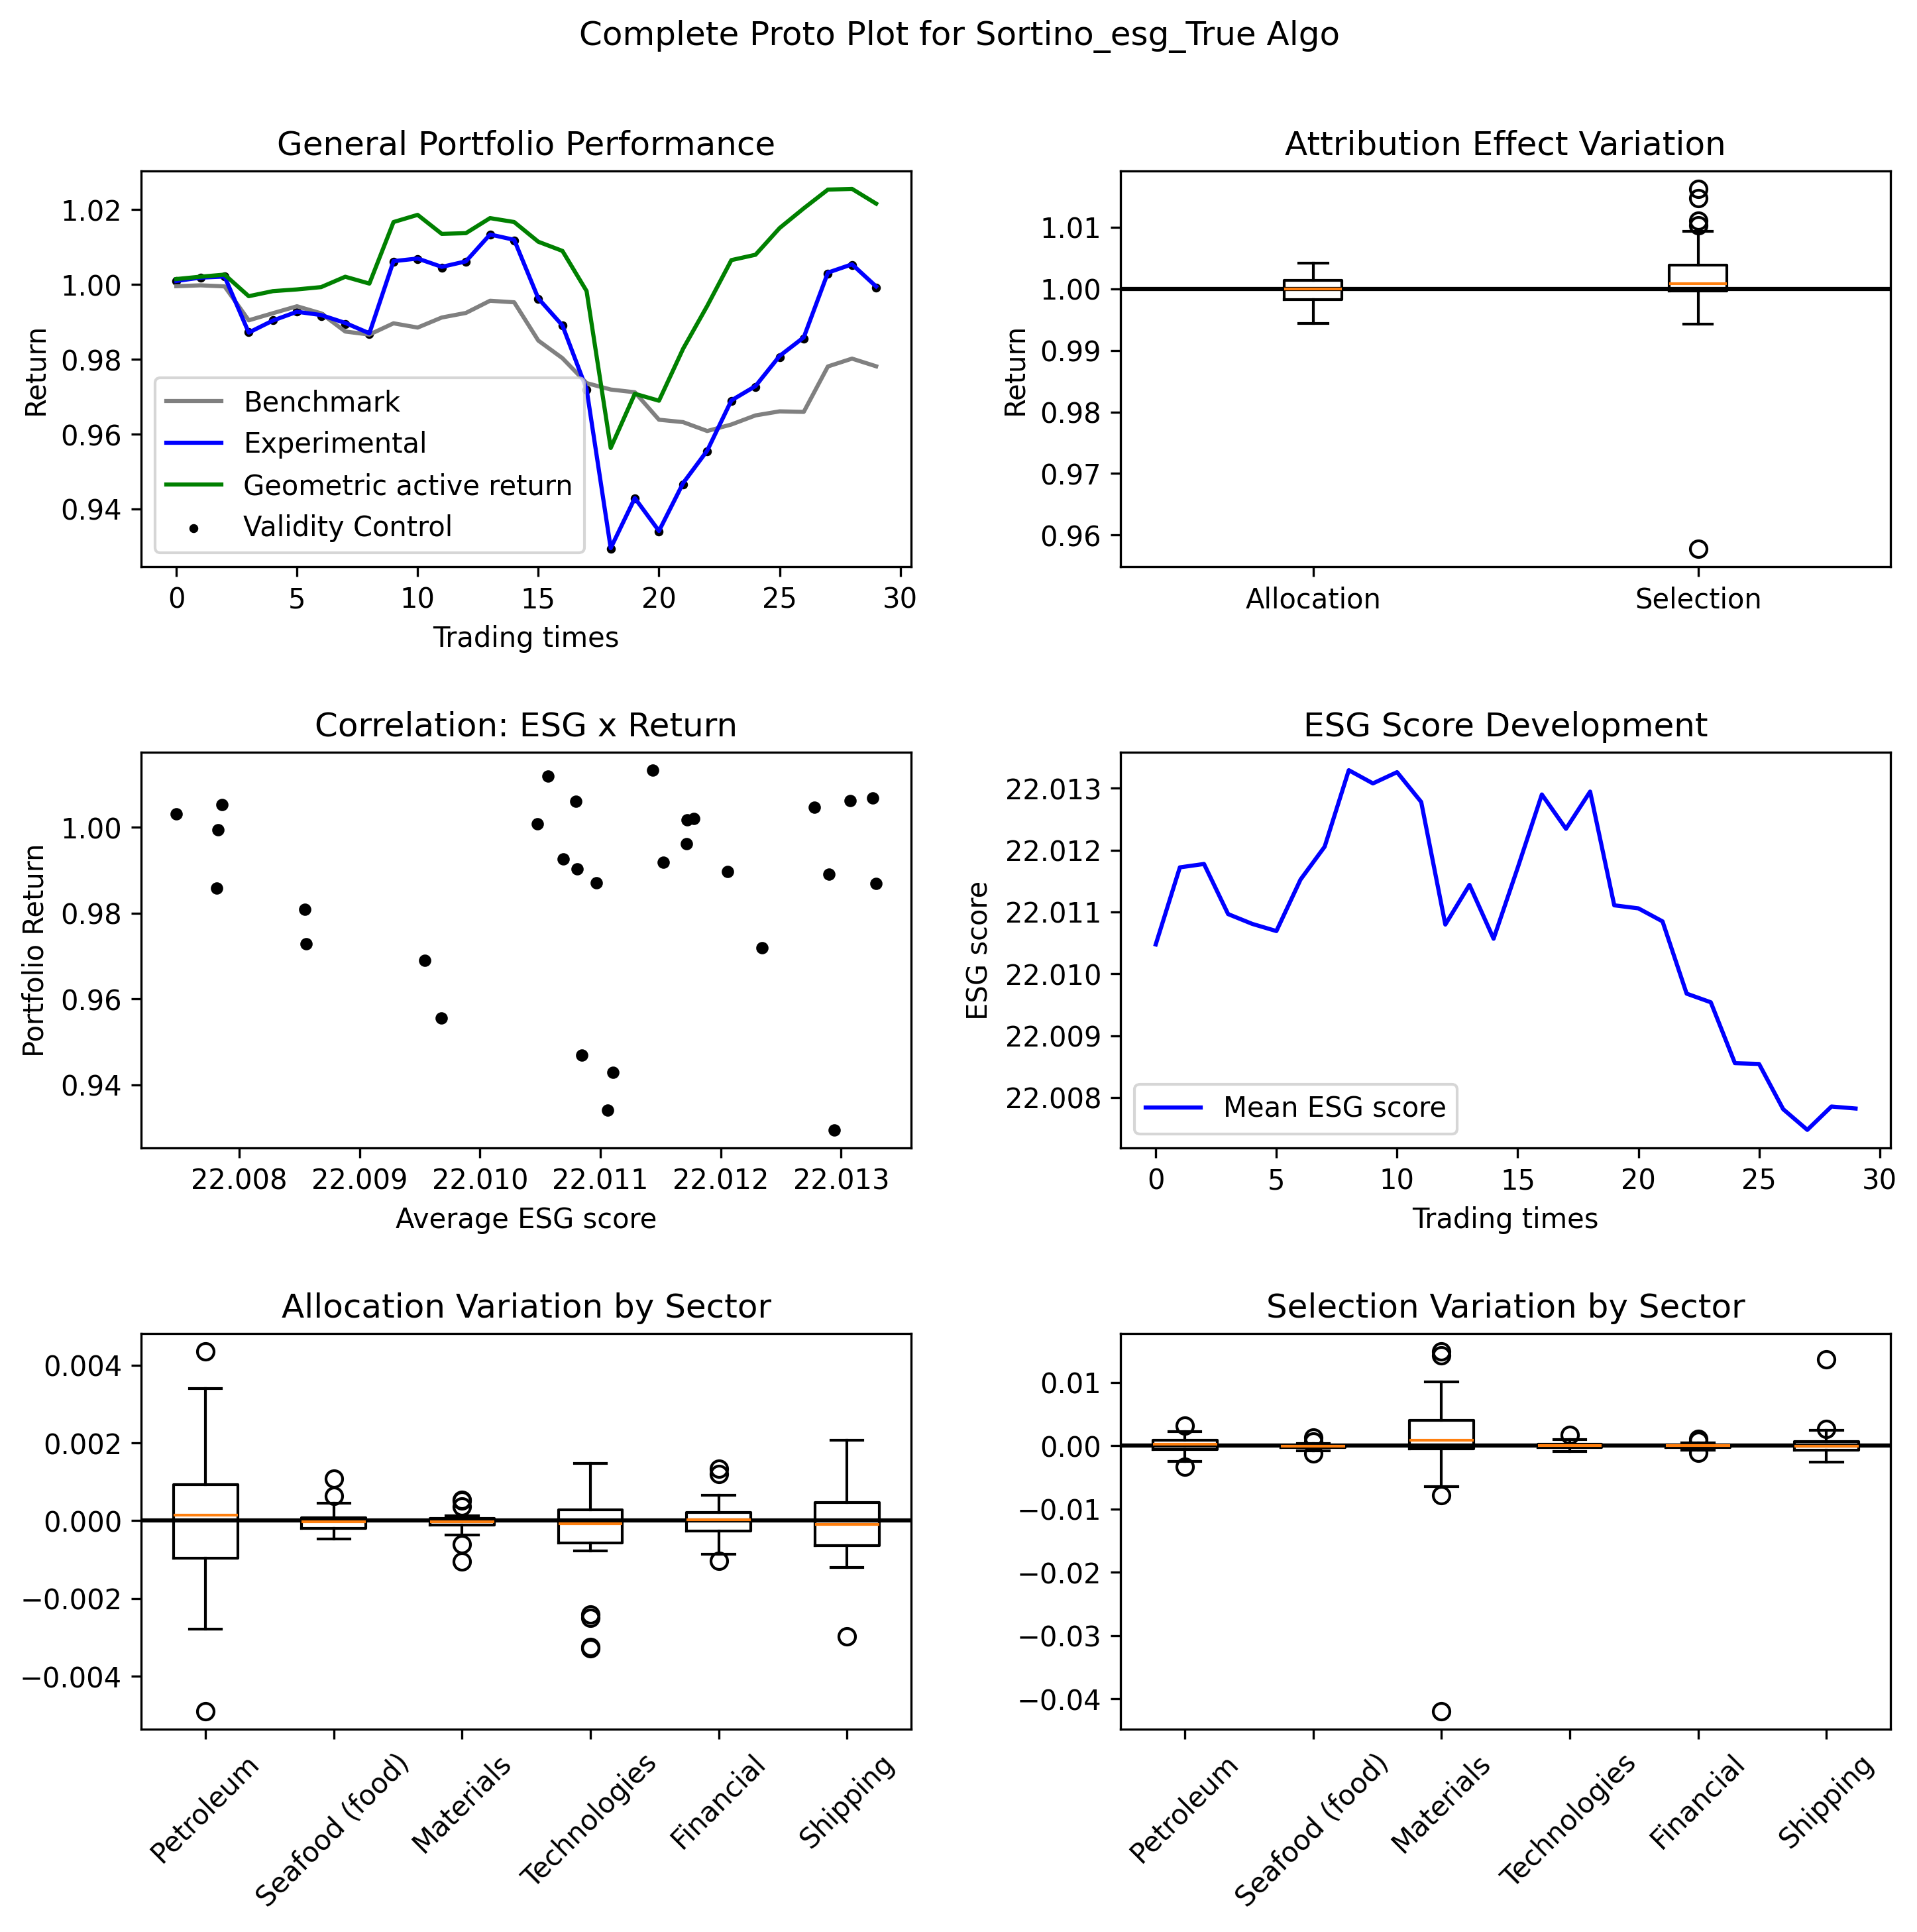 Complete Proto Plot for Sortino_esg_True Algo
General Portfolio Performance
Return
1.02
1.00
0.98
0.96
0.94
Benchmark
Experimental
Geometric active return
Validity Control
0 5 10 15 20 25 30
Trading times
Attribution Effect Variation
Return
1.01
1.00
0.99
0.98
0.97
0.96
Allocation Selection
Correlation: ESG x Return
Portfolio Return
1.00
0.98
0.96
0.94
22.008 22.009 22.010 22.011 22.012 22.013
Average ESG score
ESG Score Development
ESG score
22.013
22.012
22.011
22.010
22.009
22.008
Mean ESG score
0 5 10 15 20 25 30
Trading times
Allocation Variation by Sector
0.004
0.002
0.000
−0.002
−0.004
Petroleum
Seafood (food)
Materials
Technologies
Financial
Shipping
Selection Variation by Sector
0.01
0.00
−0.01
−0.02
−0.03
−0.04
Petroleum
Seafood (food)
Materials
Technologies
Financial
Shipping